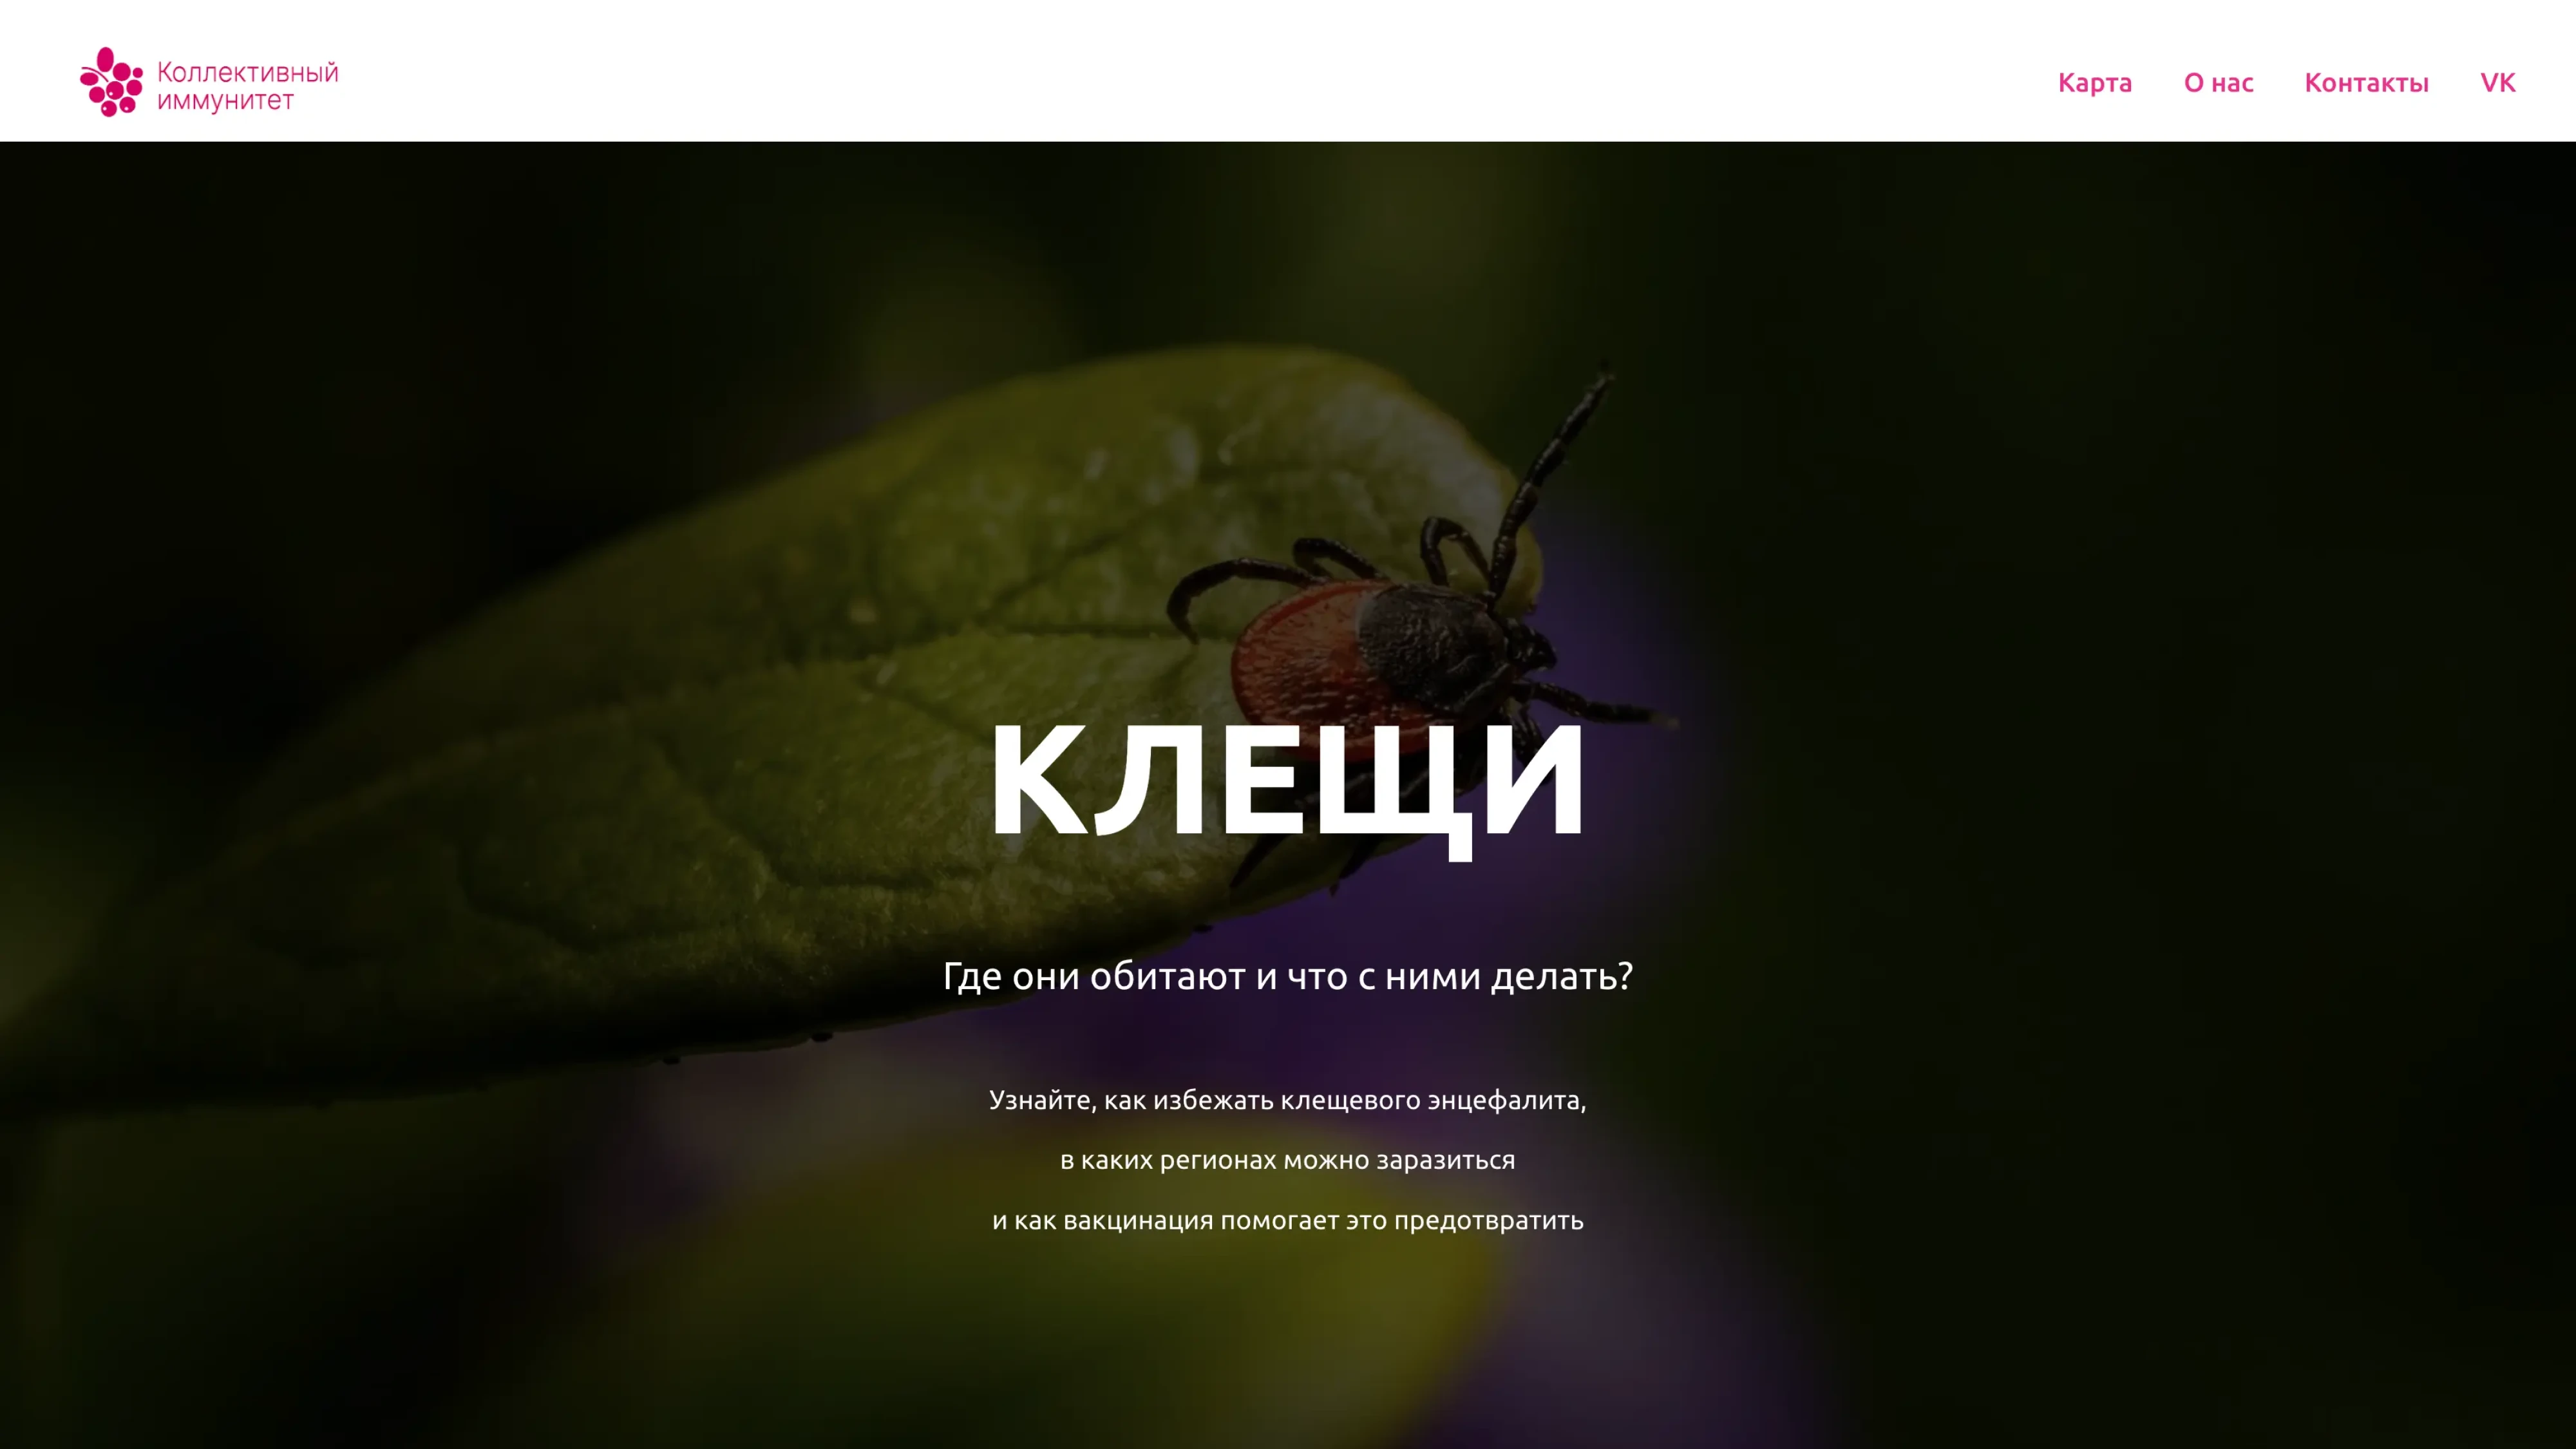 Коллективный
иммунитет
Карта
О нас
Контакты
VK
КЛЕЩИ
Где они обитают и что с ними делать?
Узнайте, как избежать клещевого энцефалита,
в каких регионах можно заразиться
и как вакцинация помогает это предотвратить